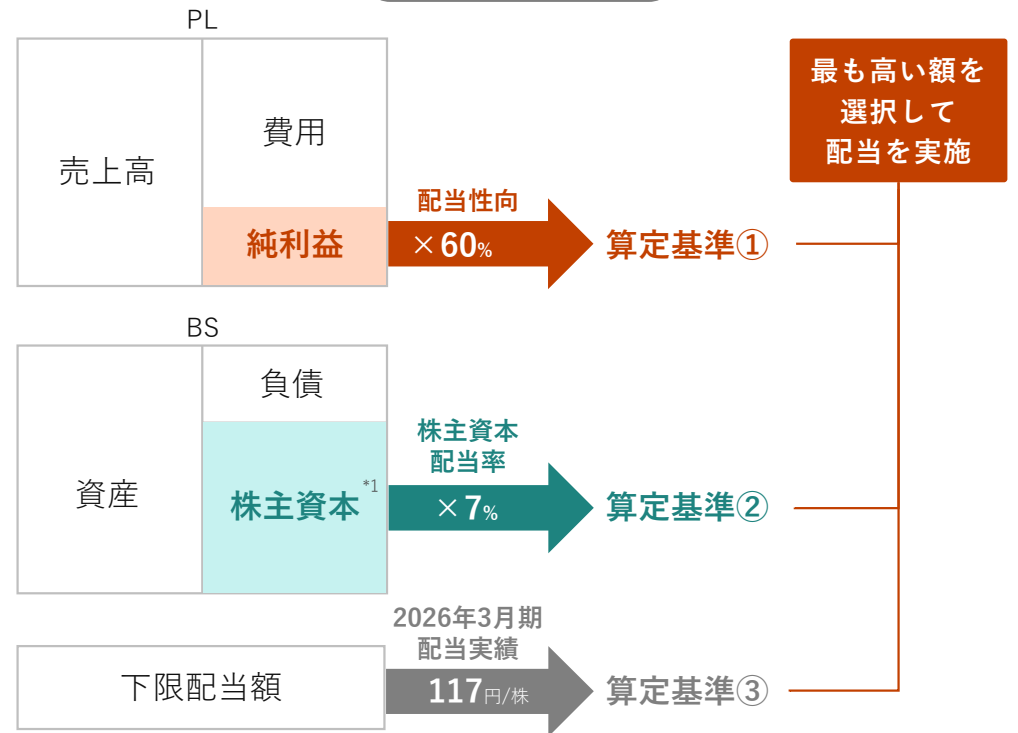 PL
売上高
費用
純利益
配当性向
×60%
算定基準①
最も高い額を
選択して
配当を実施
BS
資産
負債
株主資本*1
株主資本
配当率
×7%
算定基準②
下限配当額
2026年3月期
配当実績
117円/株
算定基準③